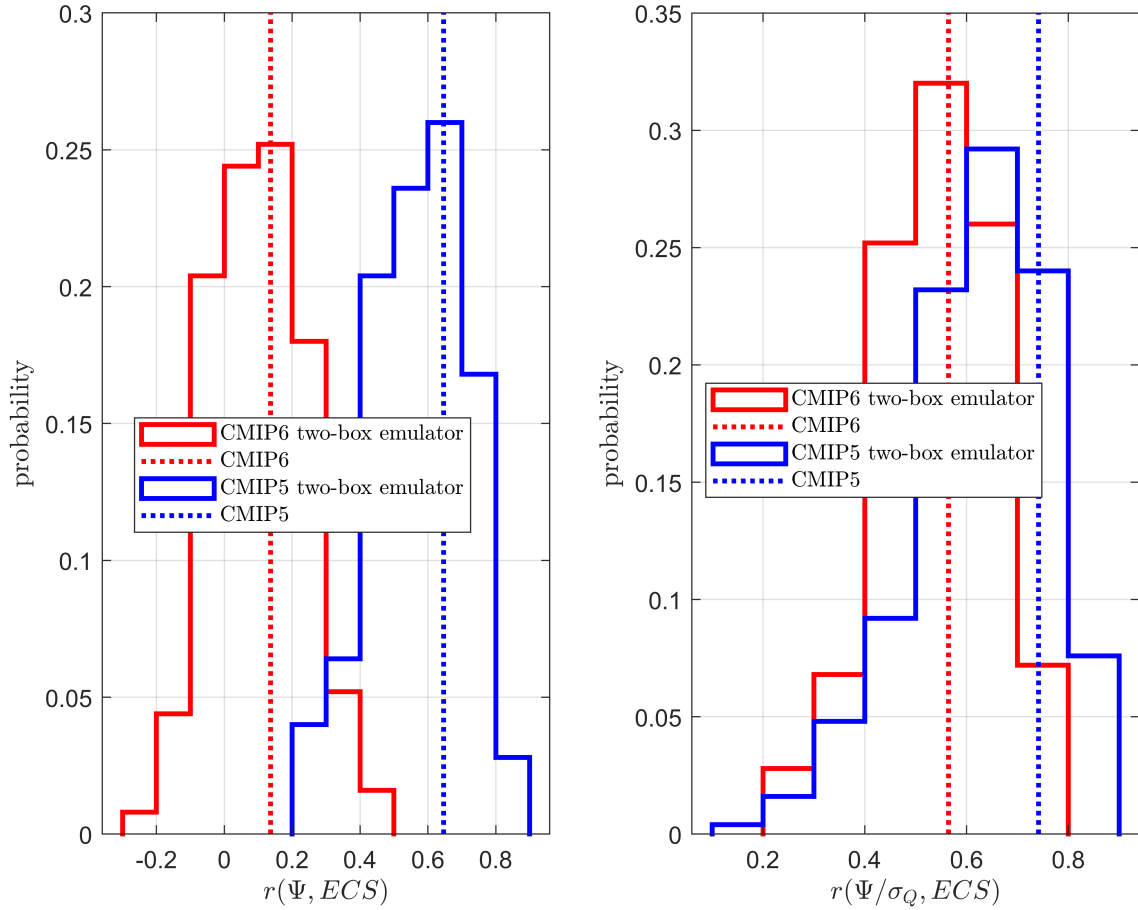 0.3
0.25
0.2
0.15
0.1
0.05
0
probability
CMIP6 two-box emulator
CMIP6
CMIP5 two-box emulator
CMIP5
-0.2 0 0.2 0.4 0.6 0.8
r(Ψ, ECS)
0.35
0.3
0.25
0.2
0.15
0.1
0.05
0
probability
CMIP6 two-box emulator
CMIP6
CMIP5 two-box emulator
CMIP5
0.2 0.4 0.6 0.8
r(Ψ/σ_Q, ECS)